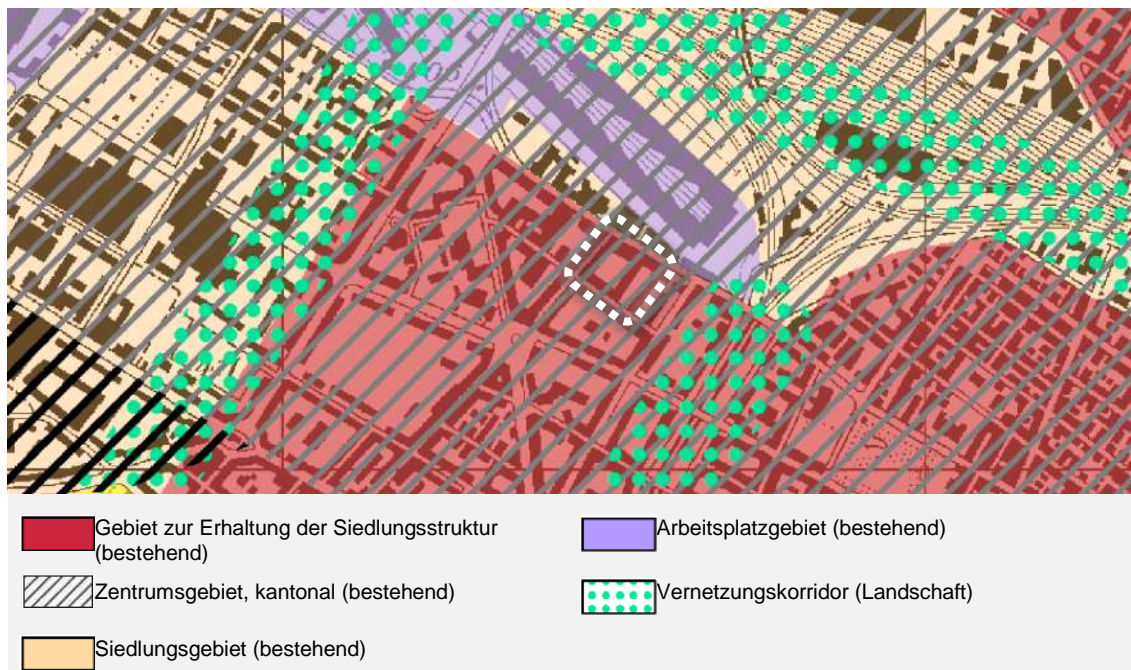 Gebiet zur Erhaltung der Siedlungsstruktur
(bestehend)
Zentrumsgebiet, kantonal (bestehend)
Siedlungsgebiet (bestehend)
Arbeitsplatzgebiet (bestehend)
Vernetzungskorridor (Landschaft)